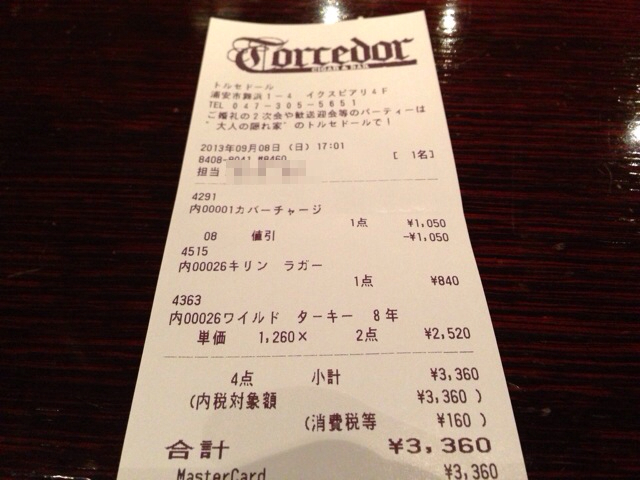 Torcedor
CIGAR & BAR
トルセドール
浦安市舞浜1-4 イクスピアリ4F
TEL 047-305-5651
ご婚礼の2次会や歓送迎会等のパーティーは
"大人の隠れ家"のトルセドールで!
2013年09月08日 (日) 17:01
8408-8041 #8460 [ 1名]
担当
4291
内00001カバーチャージ
1点 ¥1,050
08 値引 -¥1,050
4515
内00026キリン ラガー
1点 ¥840
4363
内00026ワイルド ターキー 8年
単価 1,260× 2点 ¥2,520
4点 小計 ¥3,360
(内税対象額 ¥3,360 )
(消費税等 ¥160 )
合計 ¥3,360
MasterCard ¥3,360